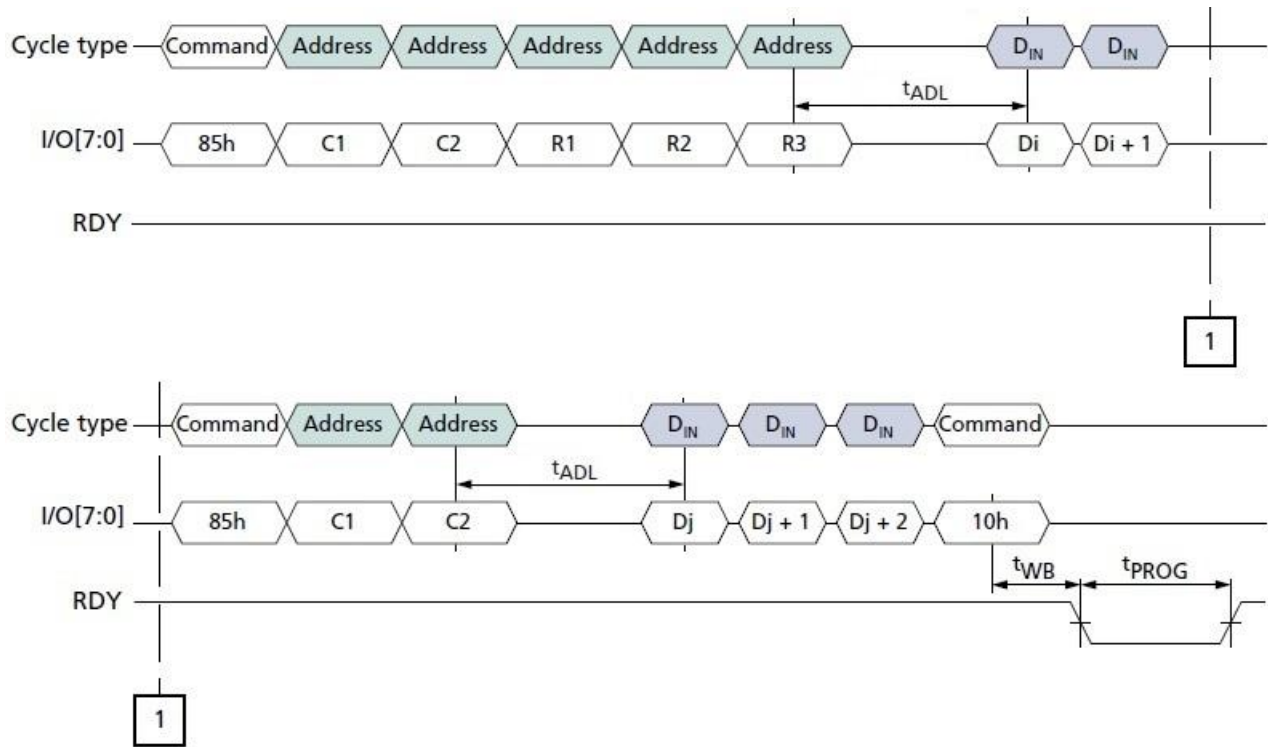 Cycle type Command Address Address Address Address Address DIN DIN
tADL
I/O[7:0] 85h C1 C2 R1 R2 R3 Di Di + 1
RDY
1
Cycle type Command Address Address DIN DIN DIN Command
tADL
I/O[7:0] 85h C1 C2 Dj Dj + 1 Dj + 2 10h
tWB tPROG
RDY
1